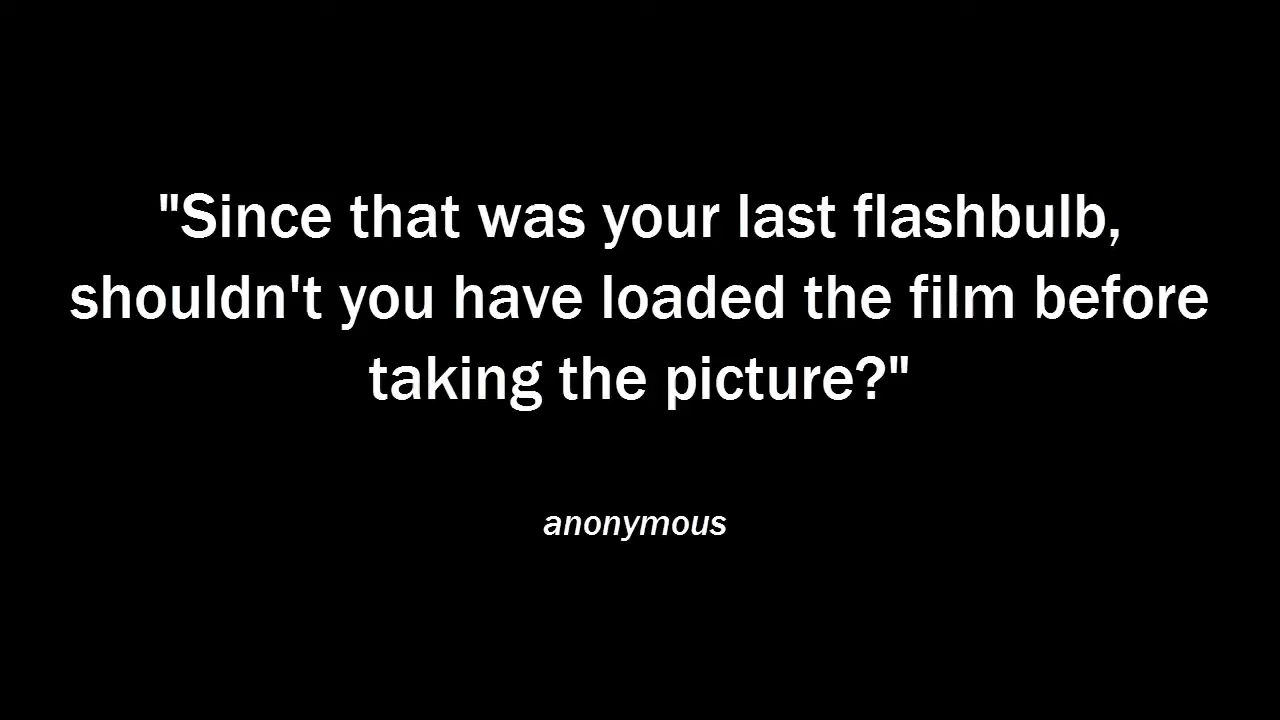 "Since that was your last flashbulb,
shouldn't you have loaded the film before
taking the picture?"
anonymous